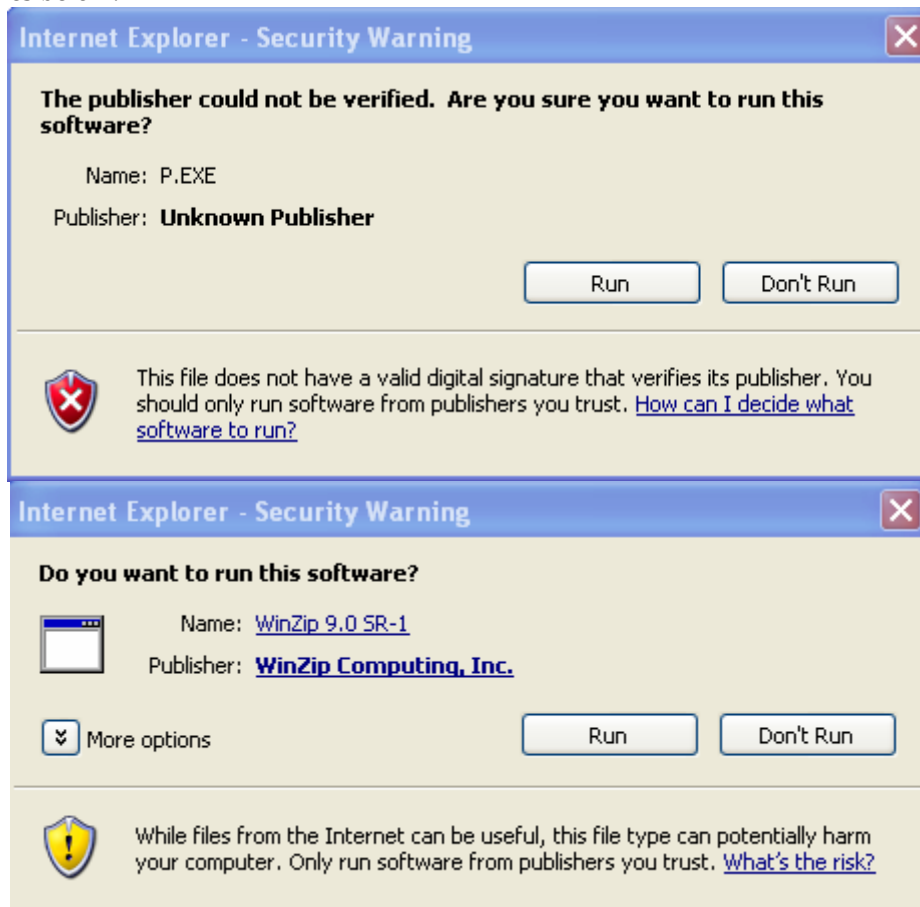 Internet Explorer - Security Warning
The publisher could not be verified. Are you sure you want to run this
software?
Name: P.EXE
Publisher: Unknown Publisher
Run Don't Run
This file does not have a valid digital signature that verifies its publisher. You
should only run software from publishers you trust. How can I decide what
software to run?
Internet Explorer - Security Warning
Do you want to run this software?
Name: WinZip 9.0 SR-1
Publisher: WinZip Computing, Inc.
More options Run Don't Run
While files from the Internet can be useful, this file type can potentially harm
your computer. Only run software from publishers you trust. What's the risk?